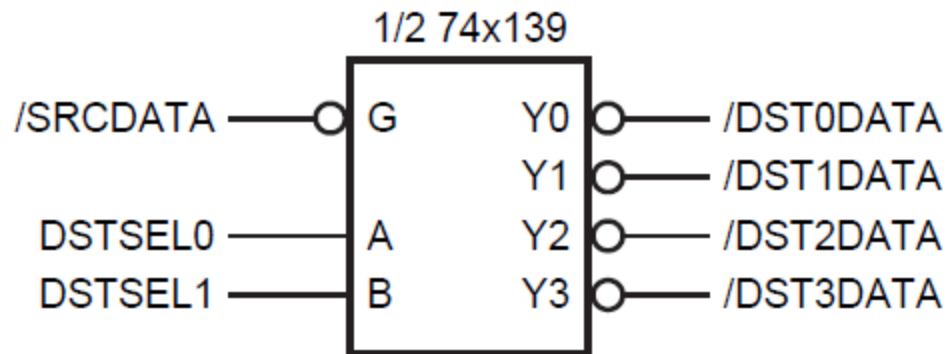 1/2 74x139
/SRCDATA G Y0 /DST0DATA
Y1 /DST1DATA
DSTSEL0 A Y2 /DST2DATA
DSTSEL1 B Y3 /DST3DATA